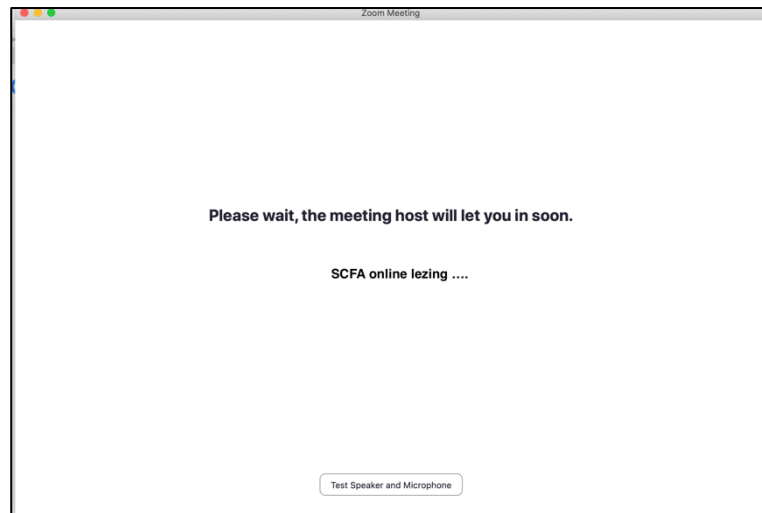 Zoom Meeting
Please wait, the meeting host will let you in soon.
SCFA online lezing ....
Test Speaker and Microphone